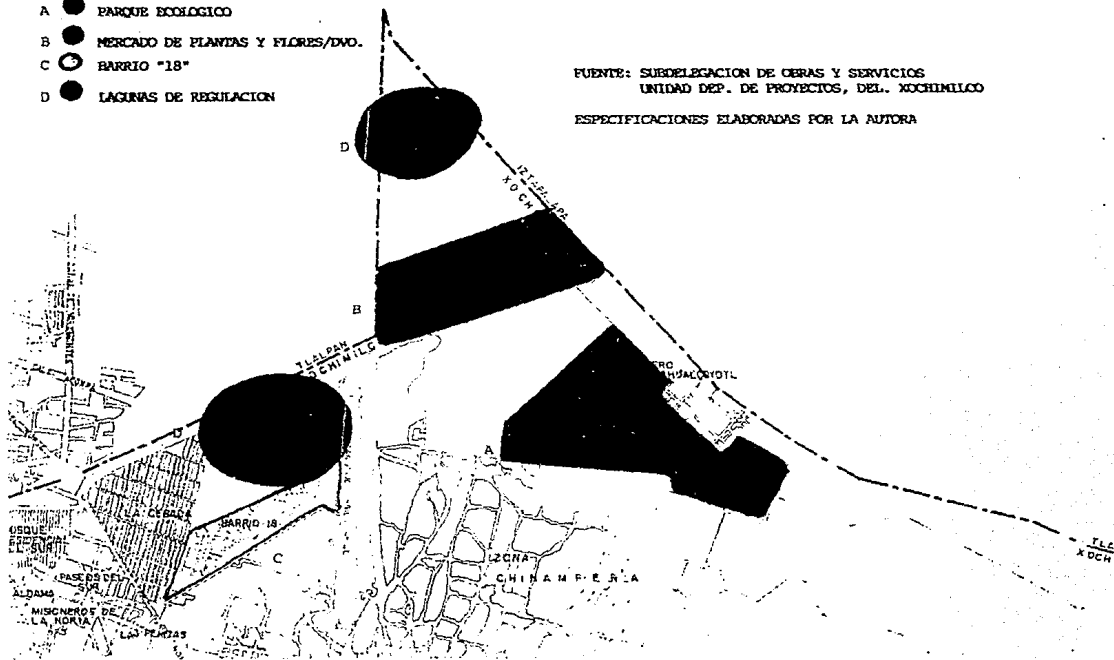 A PARQUE ECOLOGICO
B MERCADO DE PLANTAS Y FLORES/DVO.
C BARRIO "18"
D LAGUNAS DE REGULACION
FUENTE: SUBDELEGACION DE OBRAS Y SERVICIOS
UNIDAD DEP. DE PROYECTOS, DEL. XOCHIMILCO
ESPECIFICACIONES ELABORADAS POR LA AUTORA
D
IZTAPALAPA
XOCH
B
TLALPAN
XOCHIMILCO
D
A
LA CEBADA
BARRIO 18
C
ZONA
CHINAMPERA
PASEOS DEL
SUR
ALDAMA
MISIONEROS DE
LA NORIA
XOCH